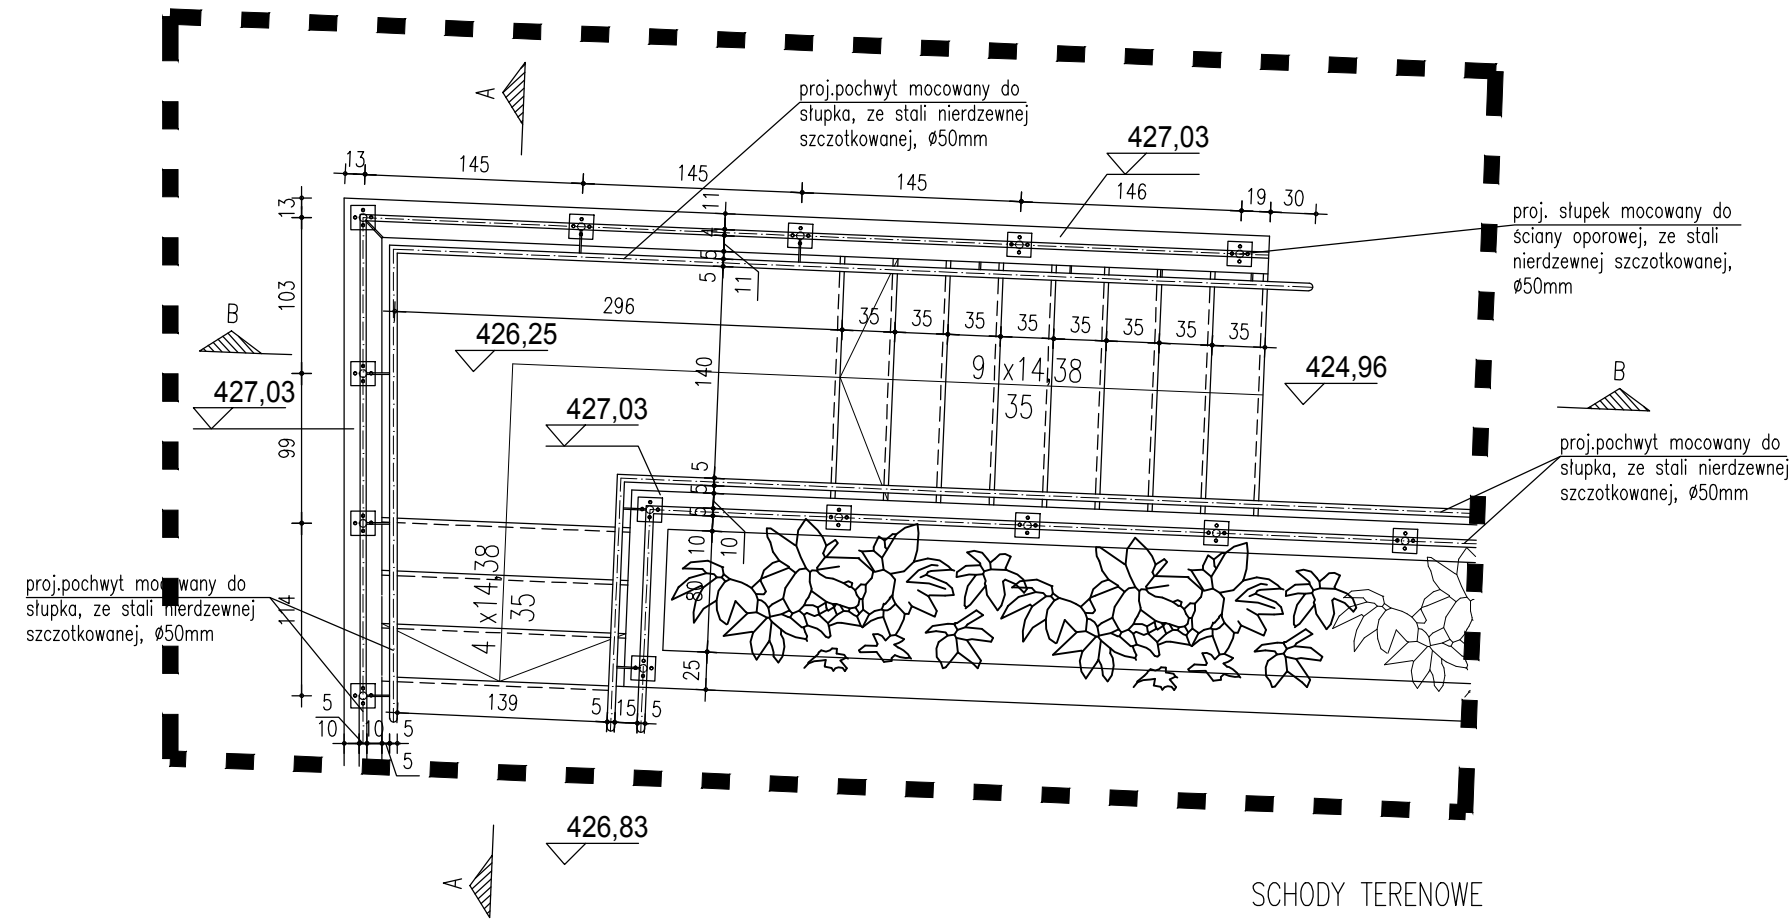 A
proj.pochwyt mocowany do
słupka, ze stali nierdzewnej
szczotkowanej, ø50mm
427,03
13
145
145
145
146
19
30
proj. słupek mocowany do
ściany oporowej, ze stali
nierdzewnej szczotkowanej,
ø50mm
13
103
99
11
4
5
5
11
296
35
35
35
35
35
35
35
35
B
426,25
427,03
427,03
140
9 x14,38
35
424,96
B
proj.pochwyt mocowany do
słupka, ze stali nierdzewnej
szczotkowanej, ø50mm
5
5
5
10
10
80
25
4 x14,38
35
proj.pochwyt mocowany do
słupka, ze stali nierdzewnej
szczotkowanej, ø50mm
139
5
15
5
5
10
10
5
5
426,83
A
SCHODY TERENOWE